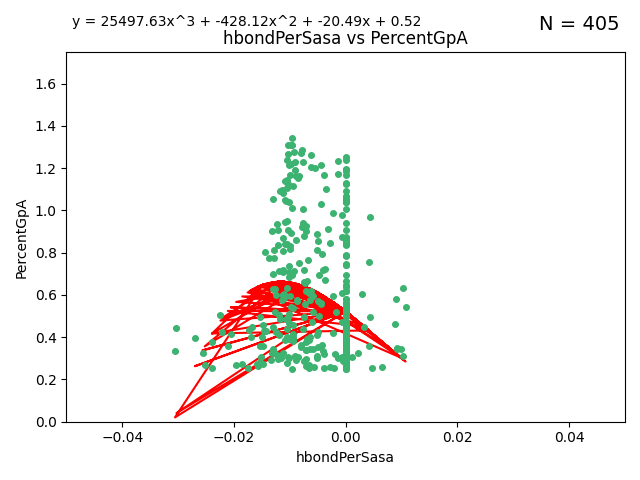 y = 25497.63x^3 + -428.12x^2 + -20.49x + 0.52
N = 405
hbondPerSasa vs PercentGpA
1.6
1.4
1.2
1.0
0.8
0.6
0.4
0.2
0.0
PercentGpA
−0.04 −0.02 0.00 0.02 0.04
hbondPerSasa